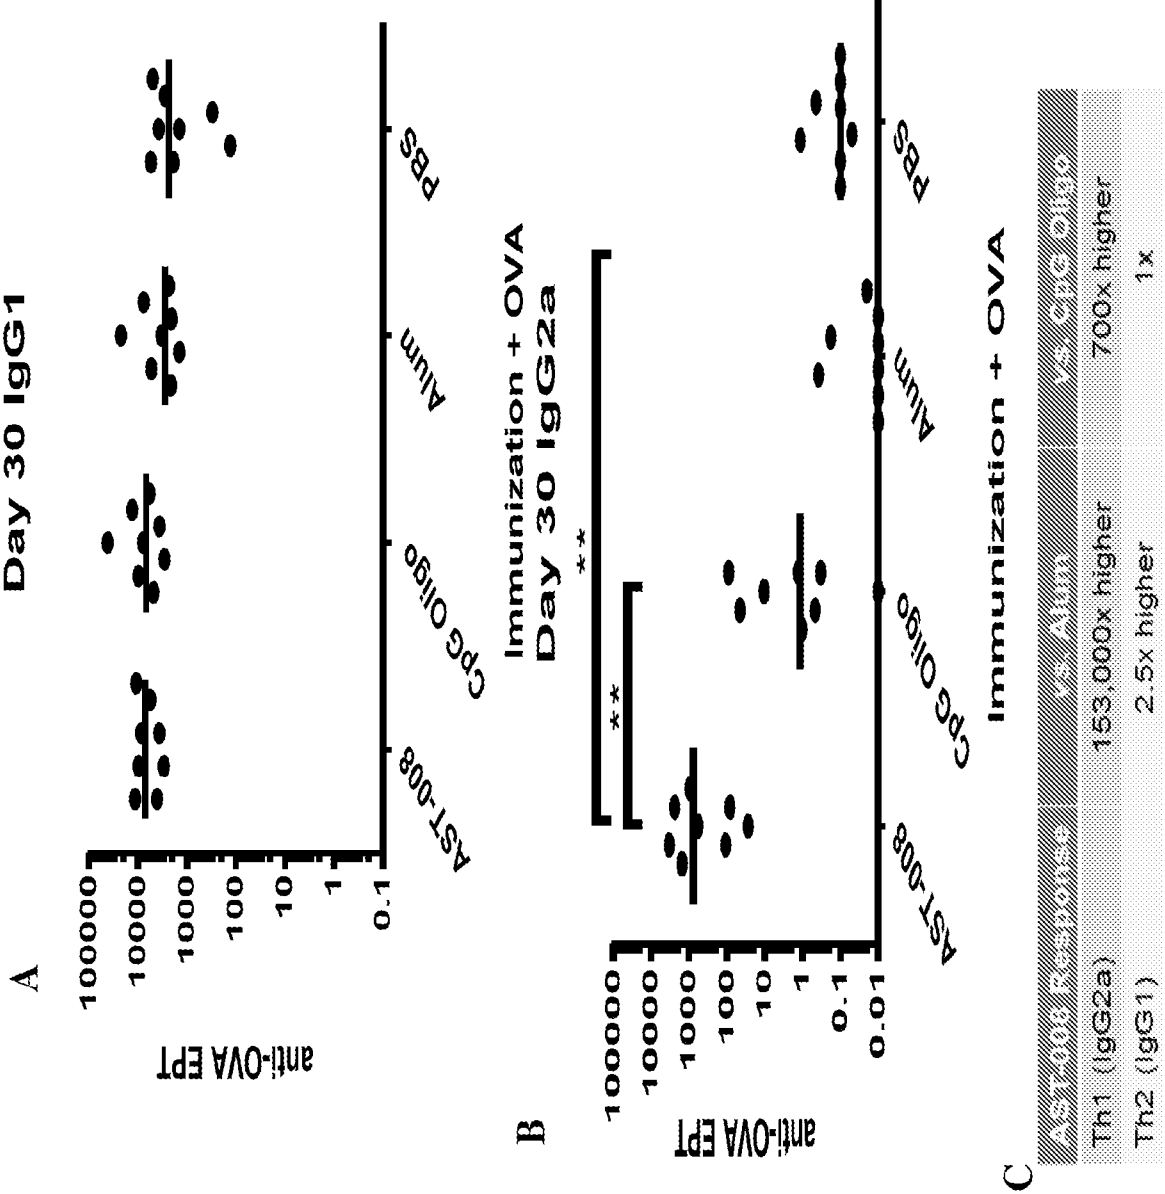 A
Day 30 IgG1
anti-OVA EPT
100000
10000
1000
100
10
1
0.1
AST-008
CpG Oligo
Alum
PBS
Immunization + OVA
B
Day 30 IgG2a
anti-OVA EPT
**
**
100000
10000
1000
100
10
1
0.1
0.01
AST-008
CpG Oligo
Alum
PBS
Immunization + OVA
C
AST-008 Response vs. Alum vs. CpG Oligo
Th1 (IgG2a) 153,000x higher 700x higher
Th2 (IgG1) 2.5x higher 1x